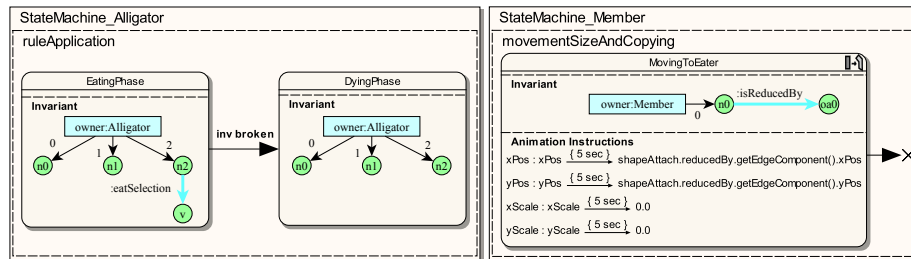 StateMachine_Alligator
ruleApplication
EatingPhase
Invariant
owner:Alligator
0
1
2
n0
n1
n2
:eatSelection
v
inv broken
DyingPhase
Invariant
owner:Alligator
0
1
2
n0
n1
n2
StateMachine_Member
movementSizeAndCopying
MovingToEater
Invariant
owner:Member
0
n0
:isReducedBy
oa0
Animation Instructions
xPos : xPos { 5 sec } shapeAttach.reducedBy.getEdgeComponent().xPos
yPos : yPos { 5 sec } shapeAttach.reducedBy.getEdgeComponent().yPos
xScale : xScale { 5 sec } 0.0
yScale : yScale { 5 sec } 0.0